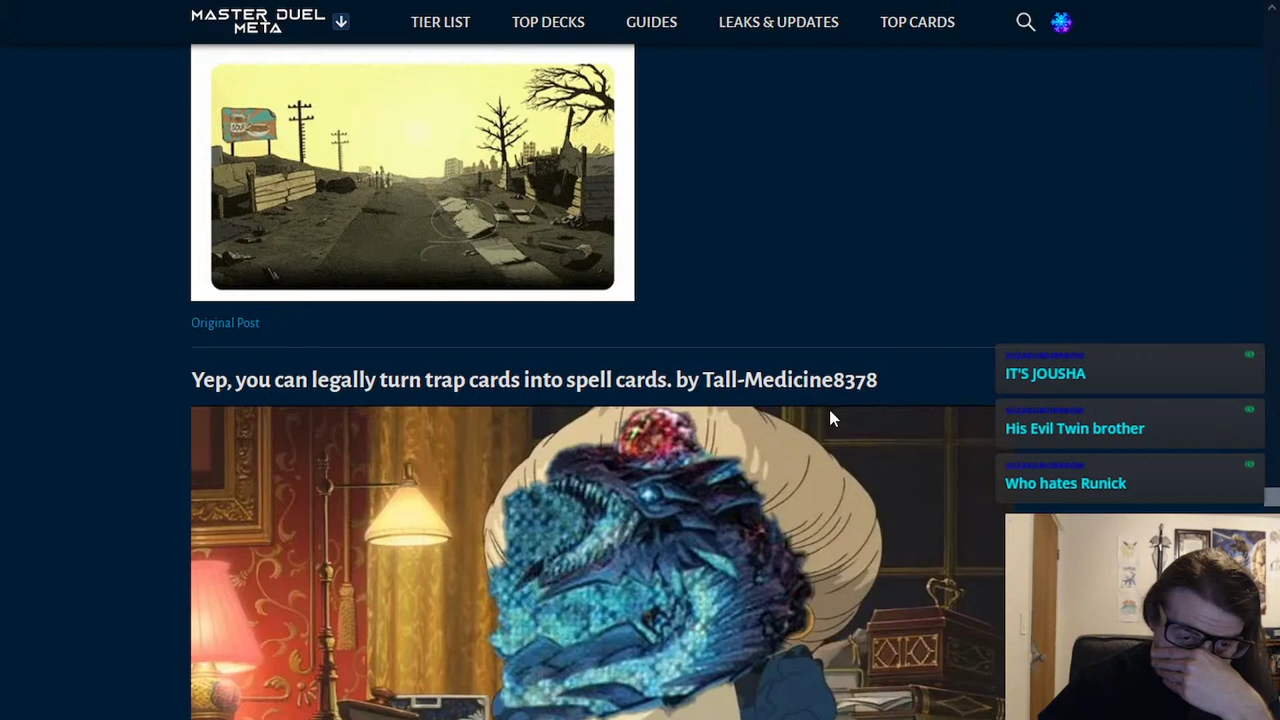 MASTER DUEL
META
TIER LIST
TOP DECKS
GUIDES
LEAKS & UPDATES
TOP CARDS
SOUP
Original Post
Yep, you can legally turn trap cards into spell cards. by Tall-Medicine8378
IT'S JOUSHA
His Evil Twin brother
Who hates Runick